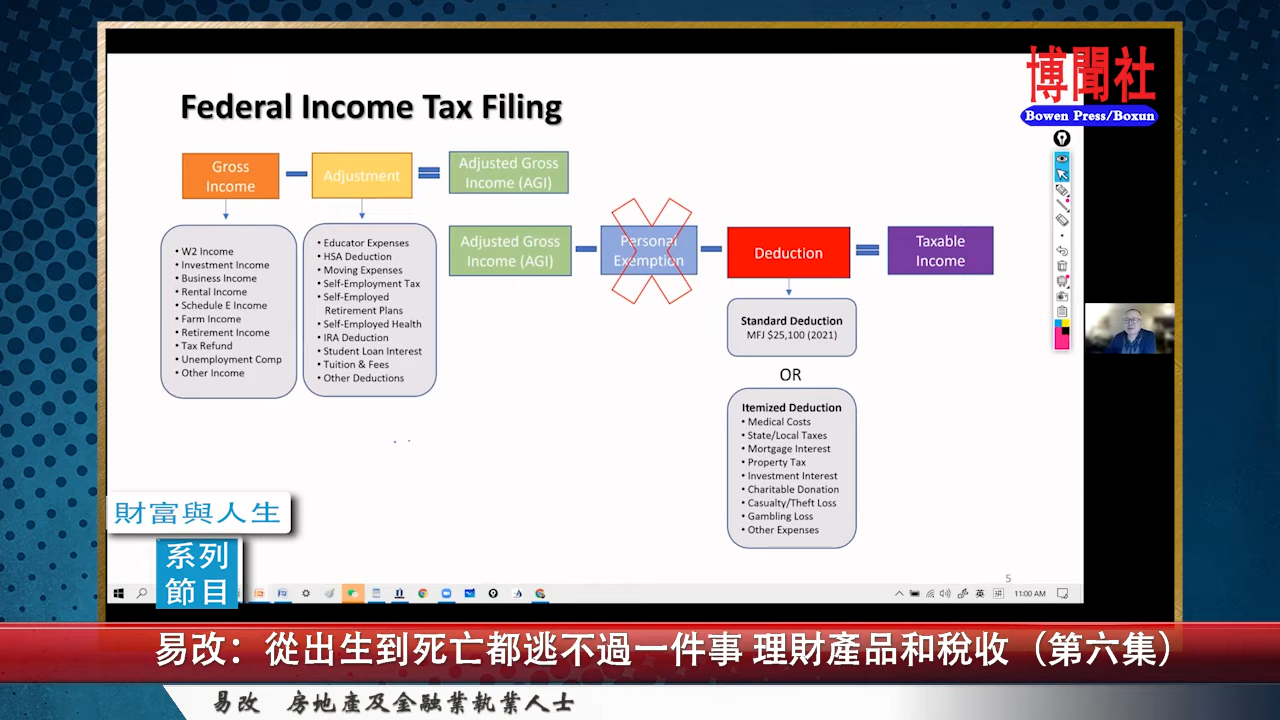 博聞社
Bowen Press/Boxun
Federal Income Tax Filing
Gross
Income
Adjustment
Adjusted Gross
Income (AGI)
• W2 Income
• Investment Income
• Business Income
• Rental Income
• Schedule E Income
• Farm Income
• Retirement Income
• Tax Refund
• Unemployment Comp
• Other Income
• Educator Expenses
• HSA Deduction
• Moving Expenses
• Self-Employment Tax
• Self-Employed
Retirement Plans
• Self-Employed Health
• IRA Deduction
• Student Loan Interest
• Tuition & Fees
• Other Deductions
Adjusted Gross
Income (AGI)
Personal
Exemption
Deduction
Taxable
Income
Standard Deduction
MFJ $25,100 (2021)
OR
Itemized Deduction
• Medical Costs
• State/Local Taxes
• Mortgage Interest
• Property Tax
• Investment Interest
• Charitable Donation
• Casualty/Theft Loss
• Gambling Loss
• Other Expenses
5
財富與人生
系列
節目
英
拼
11:00 AM
易改：從出生到死亡都逃不過一件事 理財產品和稅收（第六集）
易改 房地產及金融業執業人士